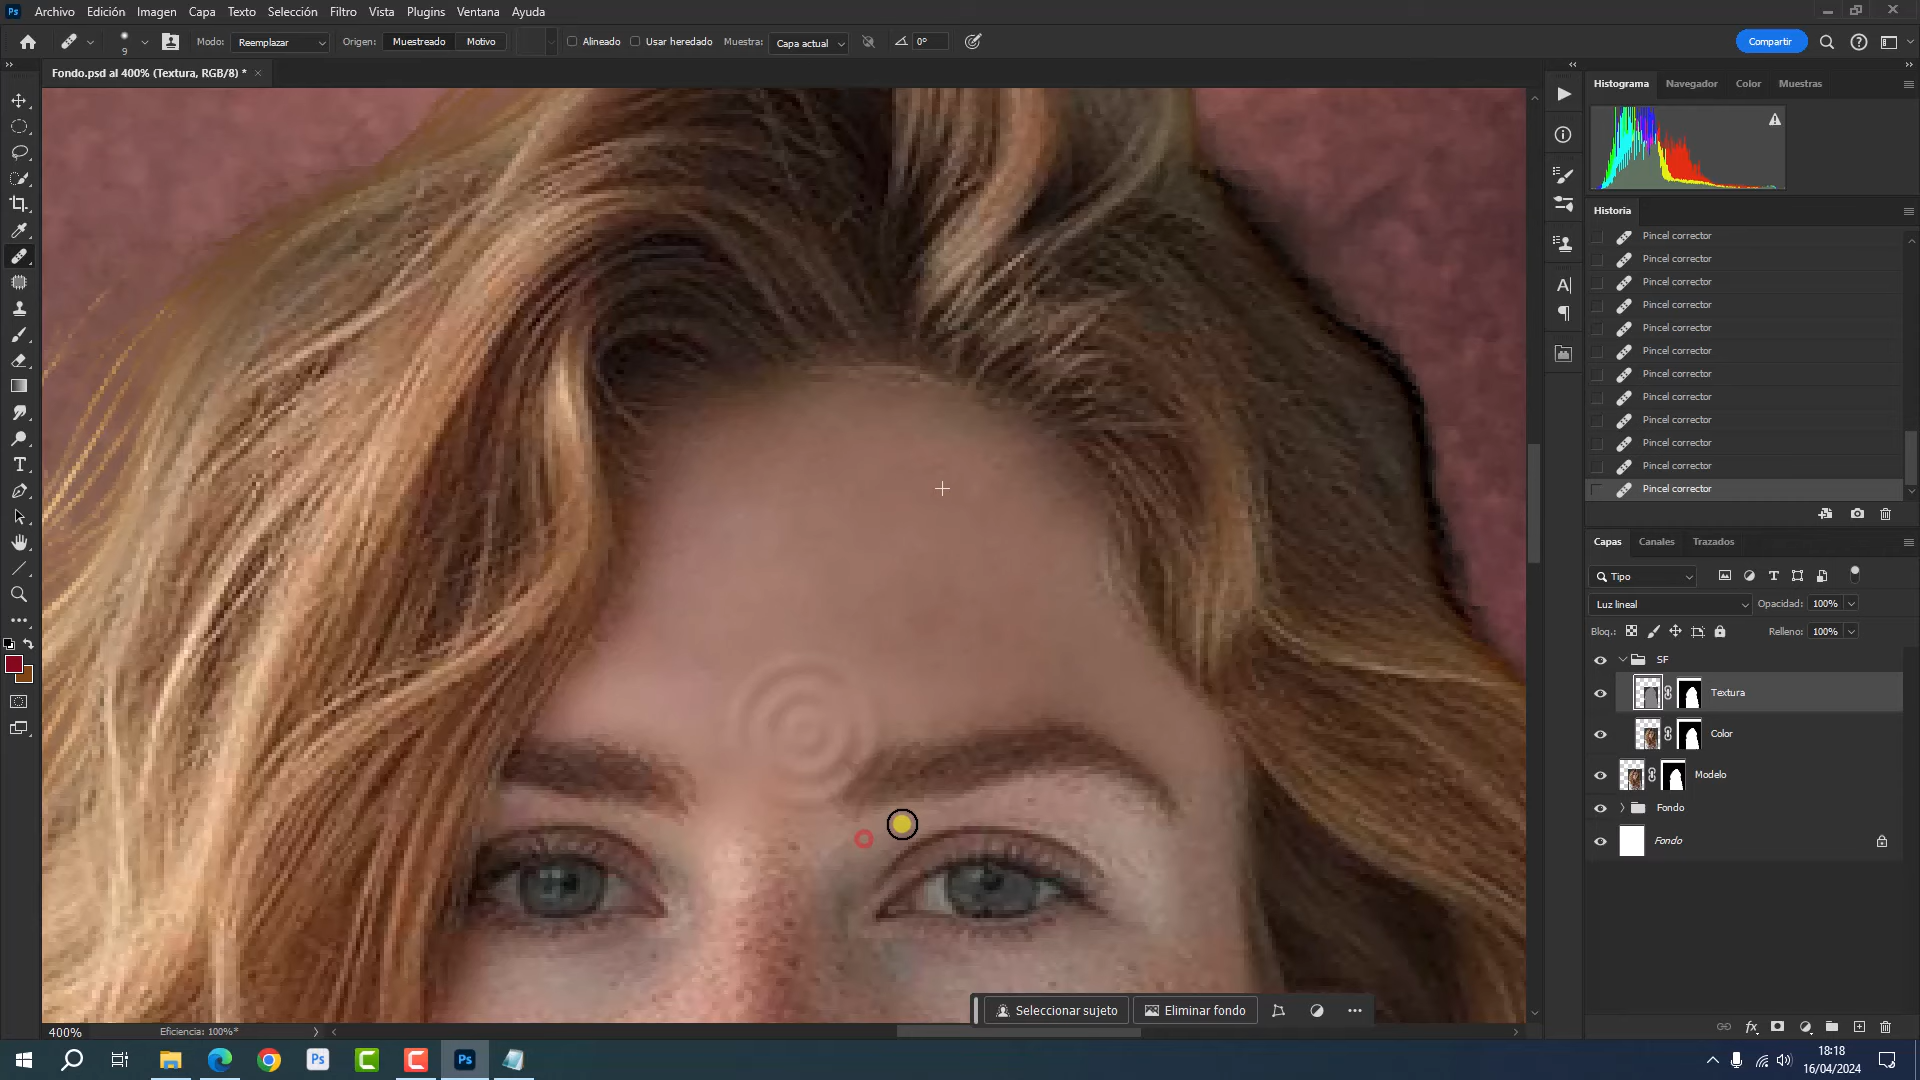 Ps Archivo Edición Imagen Capa Texto Selección Filtro Vista Plugins Ventana Ayuda
9 Modo: Reemplazar Origen: Muestreado Motivo Alineado Usar heredado Muestra: Capa actual 0° Compartir
Fondo.psd al 400% (Textura, RGB/8) * ×
Histograma Navegador Color Muestras
Historia
Pincel corrector
Pincel corrector
Pincel corrector
Pincel corrector
Pincel corrector
Pincel corrector
Pincel corrector
Pincel corrector
Pincel corrector
Pincel corrector
Pincel corrector
Pincel corrector
Capas Canales Trazados
Tipo
Luz lineal Opacidad: 100%
Bloq.: Relleno: 100%
SF
Textura
Color
Modelo
Fondo
Fondo
Seleccionar sujeto Eliminar fondo
400% Eficiencia: 100%*
Ps C C Ps
18:18
16/04/2024